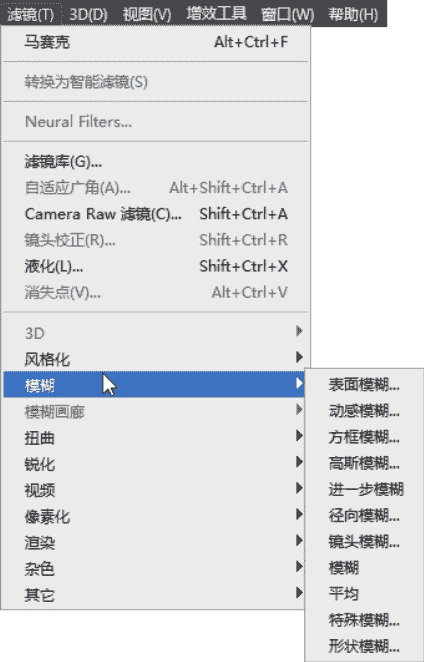 滤镜(T) 3D(D) 视图(V) 增效工具 窗口(W) 帮助(H)
马赛克 Alt+Ctrl+F
转换为智能滤镜(S)
Neural Filters...
滤镜库(G)...
自适应广角(A)... Alt+Shift+Ctrl+A
Camera Raw 滤镜(C)... Shift+Ctrl+A
镜头校正(R)... Shift+Ctrl+R
液化(L)... Shift+Ctrl+X
消失点(V)... Alt+Ctrl+V
3D
风格化
模糊
模糊画廊
扭曲
锐化
视频
像素化
渲染
杂色
其它
表面模糊...
动感模糊...
方框模糊...
高斯模糊...
进一步模糊
径向模糊...
镜头模糊...
模糊
平均
特殊模糊...
形状模糊...